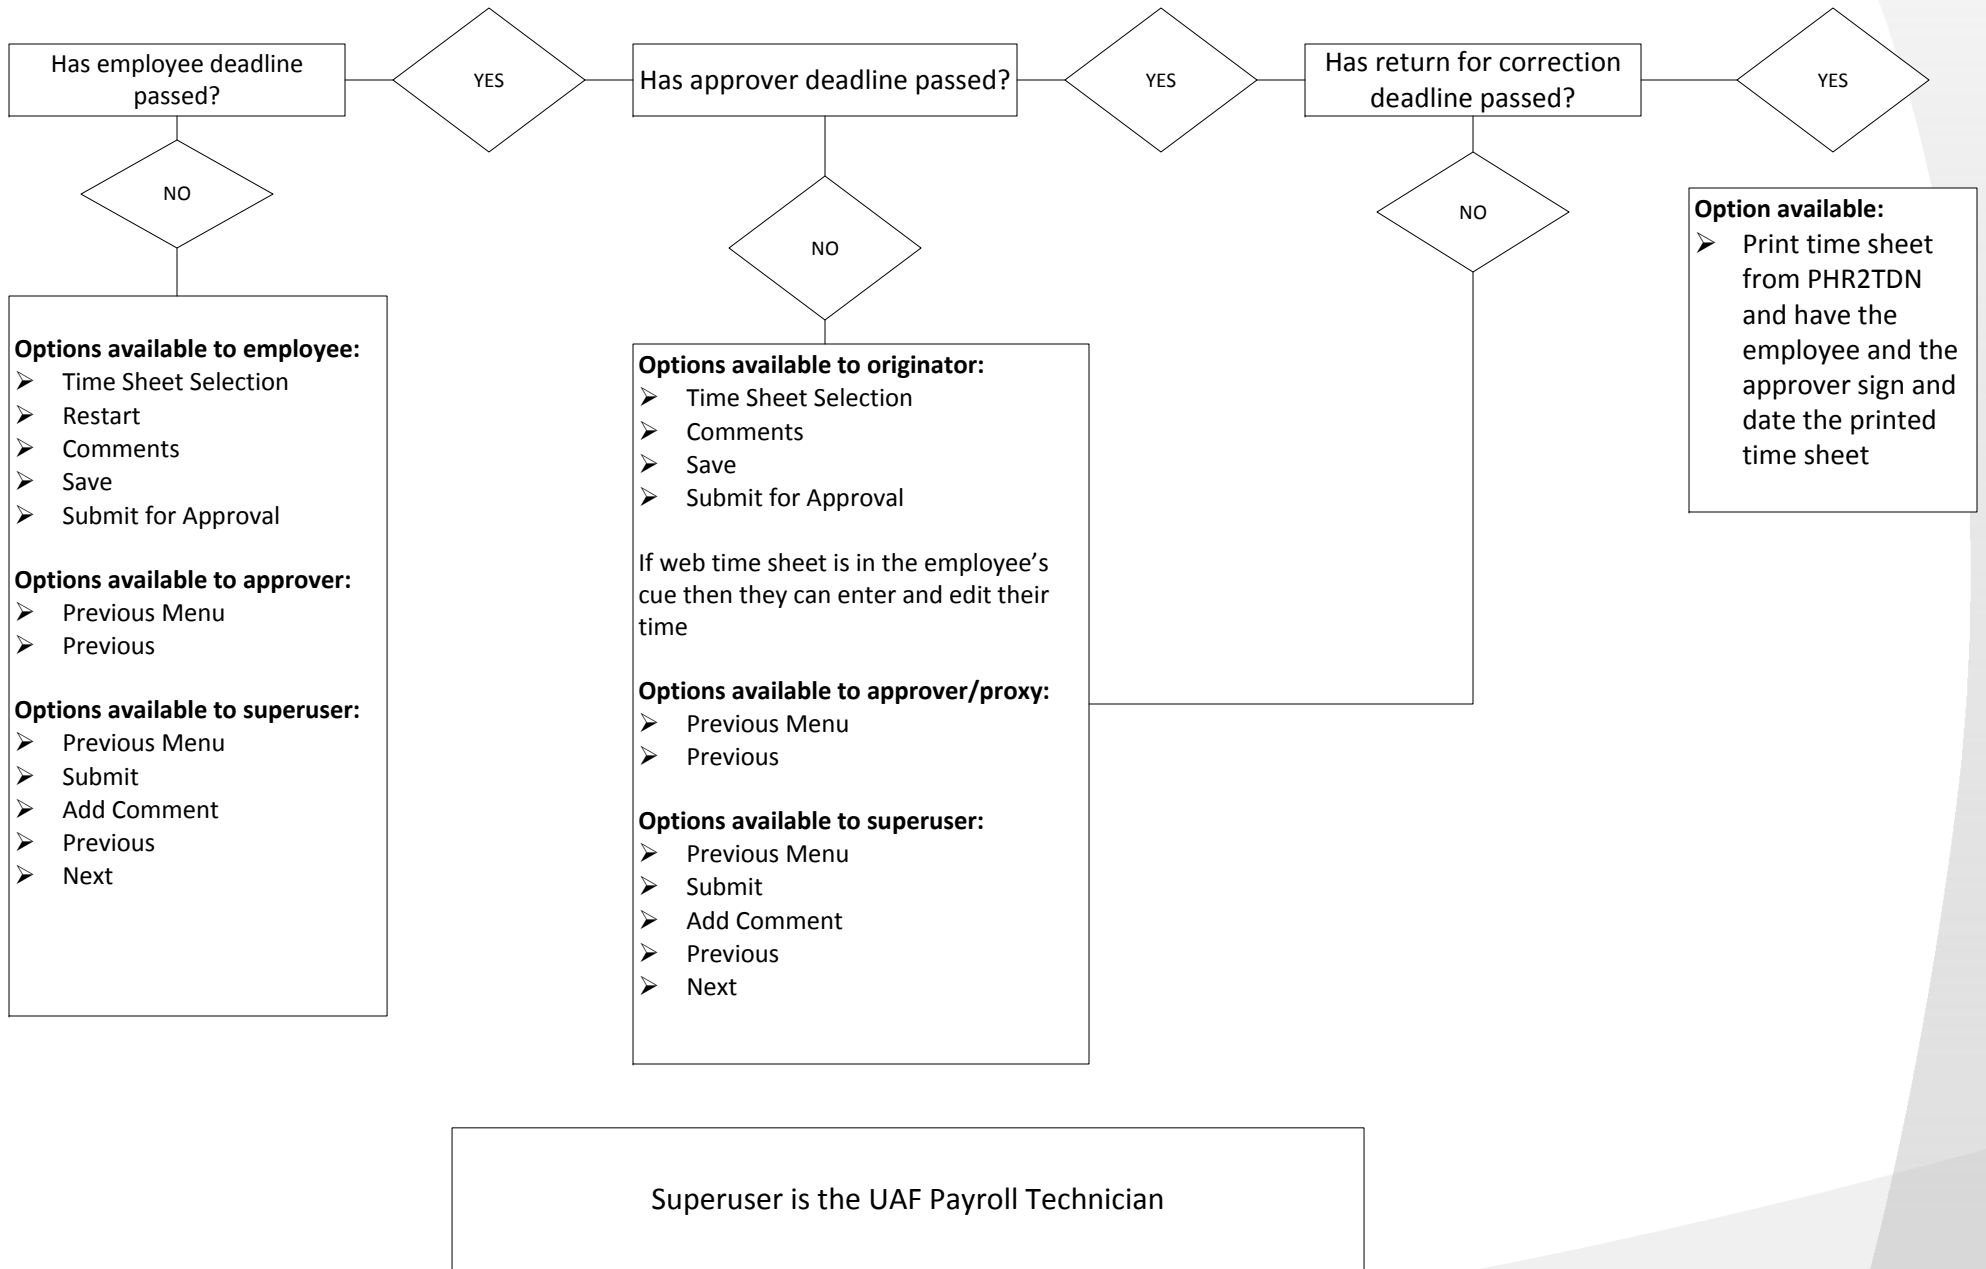 Has employee deadline
passed?
YES
Has approver deadline passed?
YES
Has return for correction
deadline passed?
YES
NO
NO
NO
Options available to employee:
➢ Time Sheet Selection
➢ Restart
➢ Comments
➢ Save
➢ Submit for Approval
Options available to approver:
➢ Previous Menu
➢ Previous
Options available to superuser:
➢ Previous Menu
➢ Submit
➢ Add Comment
➢ Previous
➢ Next
Options available to originator:
➢ Time Sheet Selection
➢ Comments
➢ Save
➢ Submit for Approval
If web time sheet is in the employee’s
cue then they can enter and edit their
time
Options available to approver/proxy:
➢ Previous Menu
➢ Previous
Options available to superuser:
➢ Previous Menu
➢ Submit
➢ Add Comment
➢ Previous
➢ Next
Option available:
➢ Print time sheet
from PHR2TDN
and have the
employee and the
approver sign and
date the printed
time sheet
Superuser is the UAF Payroll Technician